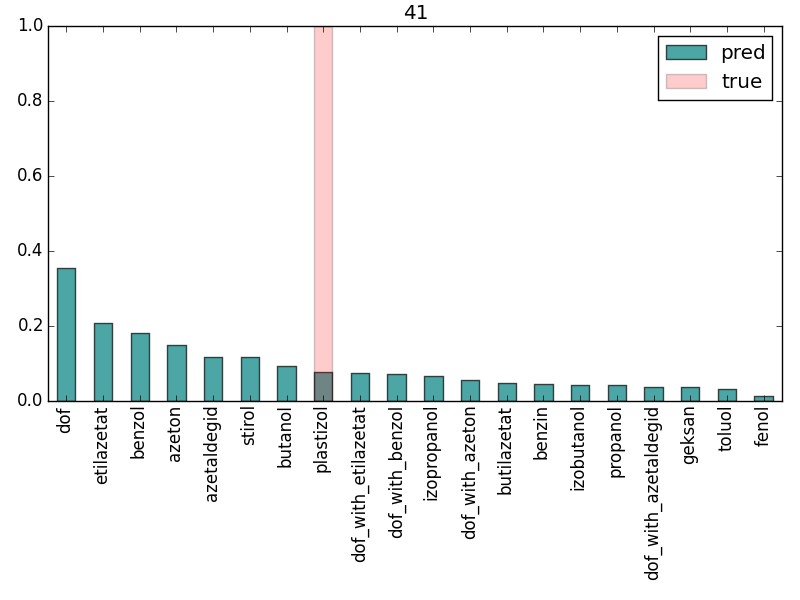 41
1.0
0.8
0.6
0.4
0.2
0.0
pred
true
dof
etilazetat
benzol
azeton
azetaldegid
stirol
butanol
plastizol
dof_with_etilazetat
dof_with_benzol
izopropanol
dof_with_azeton
butilazetat
benzin
izobutanol
propanol
dof_with_azetaldegid
geksan
toluol
fenol